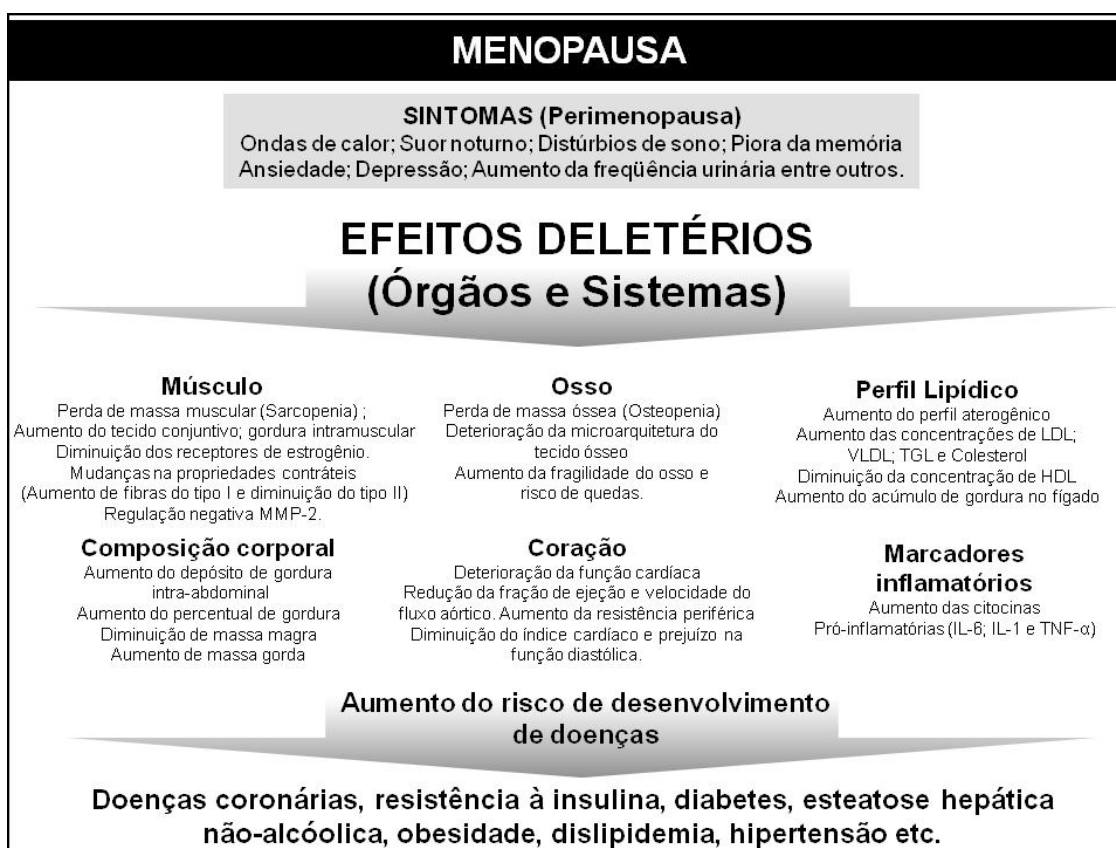 MENOPAUSA
SINTOMAS (Perimenopausa)
Ondas de calor; Suor noturno; Distúrbios de sono; Piora da memória
Ansiedade; Depressão; Aumento da freqüência urinária entre outros.
EFEITOS DELETÉRIOS
(Órgãos e Sistemas)
Músculo
Perda de massa muscular (Sarcopenia) ;
Aumento do tecido conjuntivo; gordura intramuscular
Diminuição dos receptores de estrogênio.
Mudanças na propriedades contráteis
(Aumento de fibras do tipo I e diminuição do tipo II)
Regulação negativa MMP-2.
Osso
Perda de massa óssea (Osteopenia)
Deterioração da microarquitetura do
tecido ósseo
Aumento da fragilidade do osso e
risco de quedas.
Perfil Lipídico
Aumento do perfil aterogênico
Aumento das concentrações de LDL;
VLDL; TGL e Colesterol
Diminuição da concentração de HDL
Aumento do acúmulo de gordura no fígado
Composição corporal
Aumento do depósito de gordura
intra-abdominal
Aumento do percentual de gordura
Diminuição de massa magra
Aumento de massa gorda
Coração
Deterioração da função cardíaca
Redução da fração de ejeção e velocidade do
fluxo aórtico. Aumento da resistência periférica
Diminuição do índice cardíaco e prejuízo na
função diastólica.
Marcadores
inflamatórios
Aumento das citocinas
Pró-inflamatórias (IL-6; IL-1 e TNF-α)
Aumento do risco de desenvolvimento
de doenças
Doenças coronárias, resistência à insulina, diabetes, esteatose hepática
não-alcóolica, obesidade, dislipidemia, hipertensão etc.